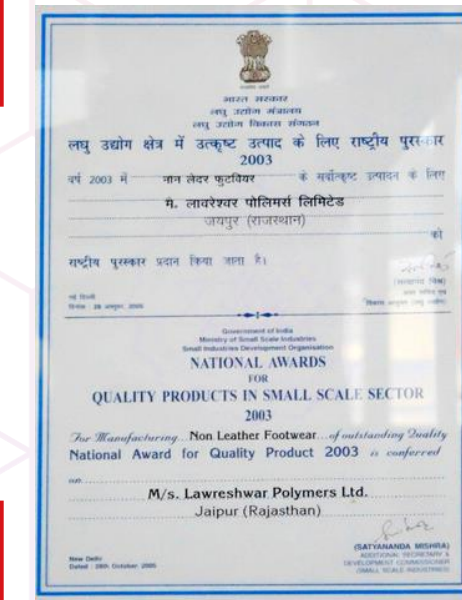 भारत सरकार
लघु उद्योग मंत्रालय
लघु उद्योग विकास संगठन
लघु उद्योग क्षेत्र में उत्कृष्ट उत्पाद के लिए राष्ट्रीय पुरस्कार
2003
वर्ष 2003 में नान लेदर फुटवियर के सर्वोत्कृष्ट उत्पादन के लिए
मै. लावरेश्वर पोलिमर्स लिमिटेड
जयपुर (राजस्थान)
को
राष्ट्रीय पुरस्कार प्रदान किया जाता है।
(सत्यानंद मिश्र)
नई दिल्ली
Government of India
Ministry of Small Scale Industries
Small Industries Development Organisation
NATIONAL AWARDS
FOR
QUALITY PRODUCTS IN SMALL SCALE SECTOR
2003
For Manufacturing...Non Leather Footwear...of outstanding Quality
National Award for Quality Product 2003 is conferred
on
M/s. Lawreshwar Polymers Ltd.
Jaipur (Rajasthan)
(SATYANANDA MISHRA)
ADDITIONAL SECRETARY &
DEVELOPMENT COMMISSIONER
(SMALL SCALE INDUSTRIES)
New Delhi
Dated : 28th October, 2005